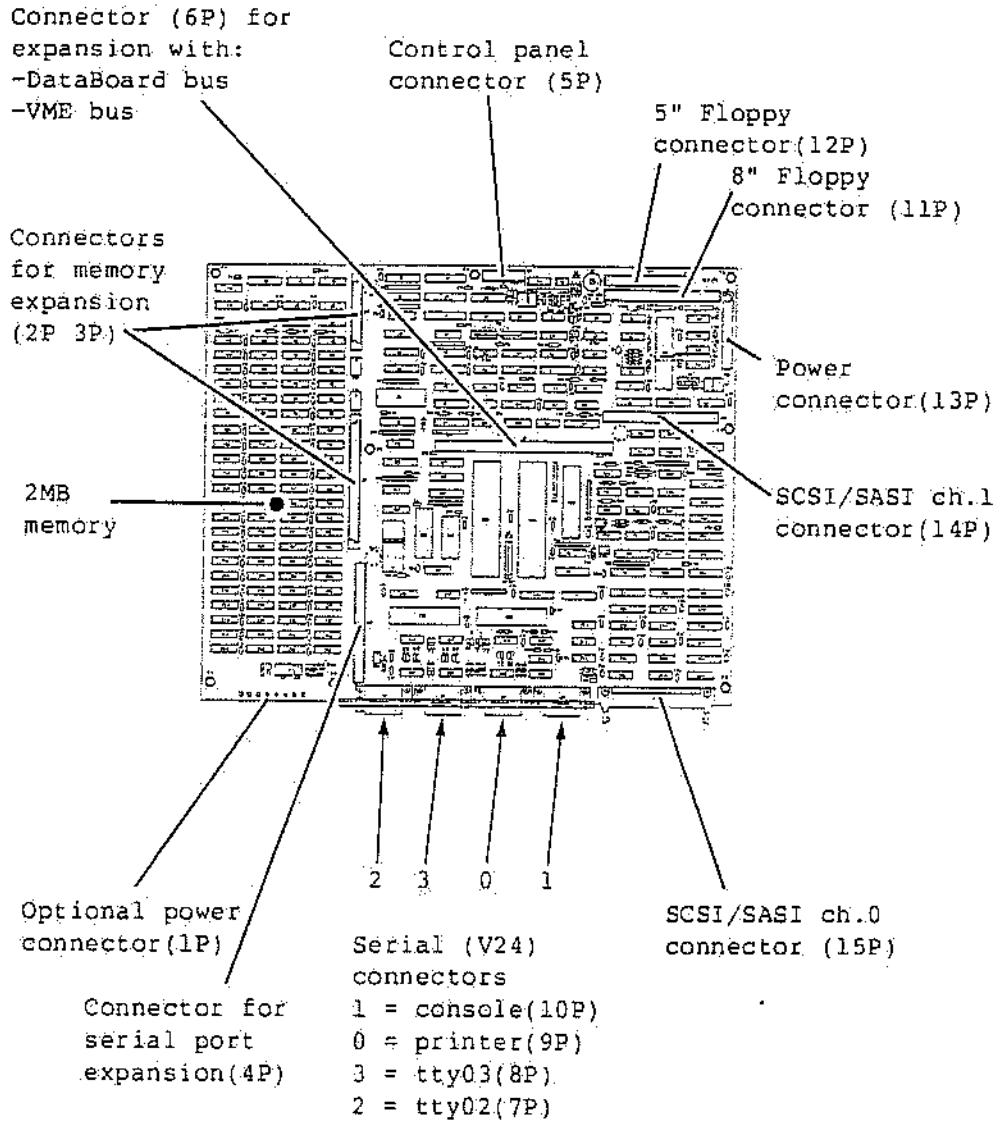 Connector (6P) for
expansion with:
-DataBoard bus
-VME bus
Control panel
connector (5P)
5" Floppy
connector(12P)
8" Floppy
connector (11P)
Connectors
for memory
expansion
(2P 3P)
Power
connector(13P)
2MB
memory
SCSI/SASI ch.1
connector(14P)
2 3 0 1
Optional power
connector(1P)
Serial (V24)
connectors
1 = console(10P)
0 = printer(9P)
3 = tty03(8P)
2 = tty02(7P)
SCSI/SASI ch.0
connector (15P)
Connector for
serial port
expansion(4P)